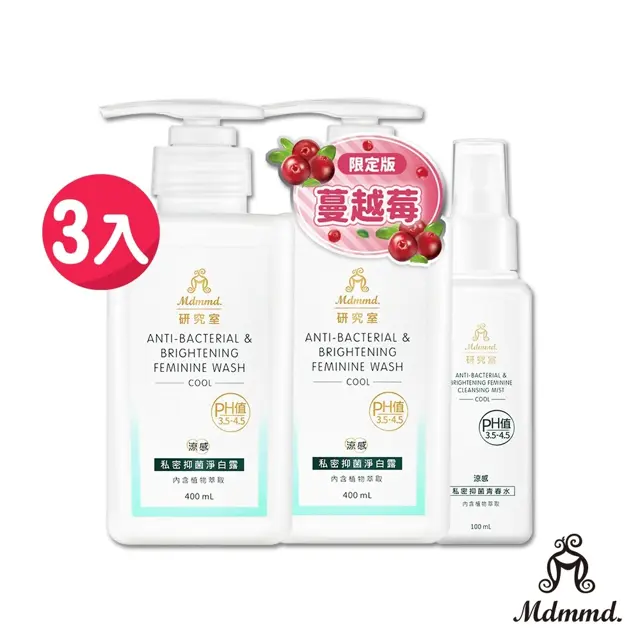 3入
Mdmmd.
研究室
ANTI-BACTERIAL &
BRIGHTENING
FEMININE WASH
COOL
PH值
3.5-4.5
涼感
私密抑菌淨白露
內含植物萃取
400 mL
限定版
蔓越莓
Mdmmd.
研究室
ANTI-BACTERIAL &
BRIGHTENING
FEMININE WASH
COOL
PH值
3.5-4.5
涼感
私密抑菌淨白露
內含植物萃取
400 mL
Mdmmd.
研究室
ANTI-BACTERIAL &
BRIGHTENING FEMININE
CLEANSING MIST
COOL
PH值
3.5-4.5
涼感
私密抑菌青春水
內含植物萃取
100 mL
Mdmmd.